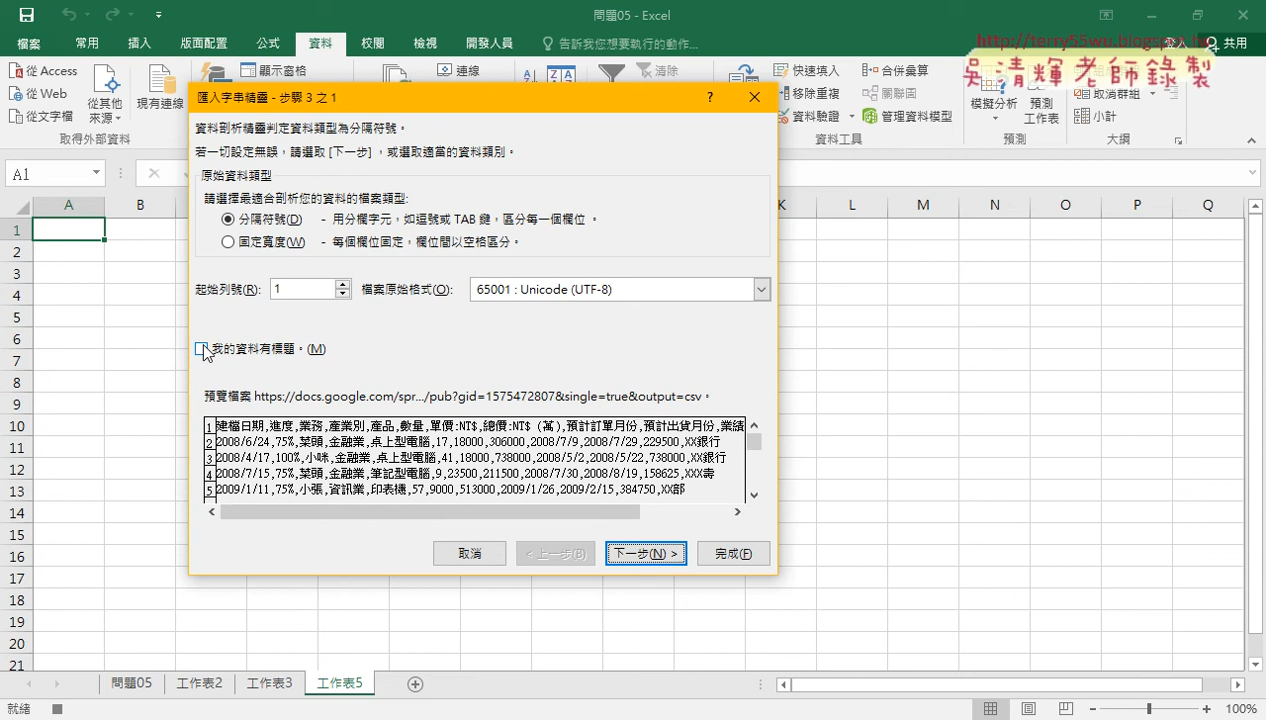 問題05 - Excel
檔案 常用 插入 版面配置 公式 資料 校閱 檢視 開發人員 告訴我您想要執行的動作... 登入 共用
http://terry55wu.blogspot.tw
吳清輝老師錄製
從 Access
從 Web
從文字檔
從其他
來源
現有連線
取得外部資料
顯示查詢
連線
清除
快速填入
移除重複
資料驗證
合併彙算
關聯圖
管理資料模型
資料工具
模擬分析
預測
工作表
預測
取消群組
小計
大綱
A1
A B K L M N O P Q
1
2
3
4
5
6
7
8
9
10
11
12
13
14
15
16
17
18
19
20
21
匯入字串精靈 - 步驟 3 之 1
?
資料剖析精靈判定資料類型為分隔符號。
若一切設定無誤，請選取 [下一步] ，或選取適當的資料類別。
原始資料類型
請選擇最適合剖析您的資料的檔案類型:
分隔符號(D) - 用分欄字元，如逗號或 TAB 鍵，區分每一個欄位 。
固定寬度(W) - 每個欄位固定，欄位間以空格區分。
起始列號(R): 1 檔案原始格式(O): 65001 : Unicode (UTF-8)
我的資料有標題。(M)
預覽檔案 https://docs.google.com/spr.../pub?gid=1575472807&single=true&output=csv。
1 建檔日期,進度,業務,產業別,產品,數量,單價:NT$,總價:NT$（萬）,預計訂單月份,預計出貨月份,業績
2 2008/6/24,75%,菜頭,金融業,桌上型電腦,17,18000,306000,2008/7/9,2008/7/29,229500,XX銀行
3 2008/4/17,100%,小咪,金融業,桌上型電腦,41,18000,738000,2008/5/2,2008/5/22,738000,XX銀行
4 2008/7/15,75%,菜頭,金融業,筆記型電腦,9,23500,211500,2008/7/30,2008/8/19,158625,XXX壽
5 2009/1/11,75%,小張,資訊業,印表機,57,9000,513000,2009/1/26,2009/2/15,384750,XX部
取消 < 上一步(B) 下一步(N) > 完成(F)
問題05 工作表2 工作表3 工作表5
就緒
100%